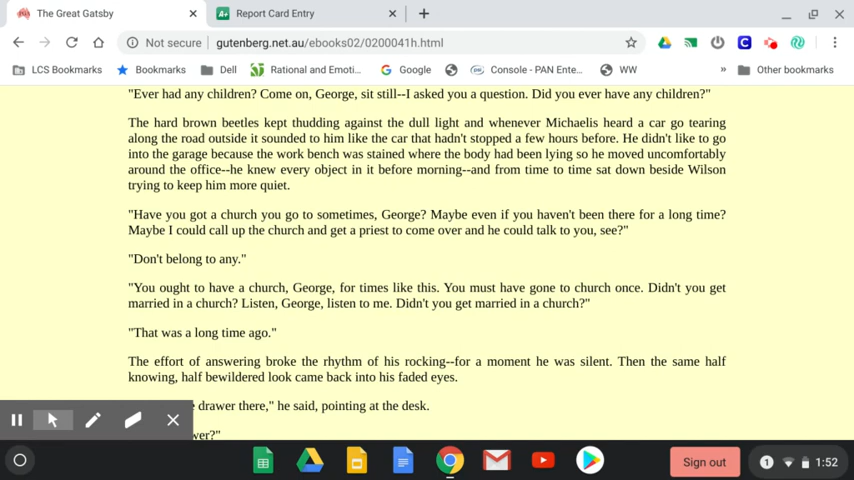 The Great Gatsby
Report Card Entry
Not secure | gutenberg.net.au/ebooks02/0200041h.html
LCS Bookmarks
Bookmarks
Dell
Rational and Emoti...
Google
Console - PAN Ente...
WW
»
Other bookmarks
"Ever had any children? Come on, George, sit still--I asked you a question. Did you ever have any children?"
The hard brown beetles kept thudding against the dull light and whenever Michaelis heard a car go tearing
along the road outside it sounded to him like the car that hadn't stopped a few hours before. He didn't like to go
into the garage because the work bench was stained where the body had been lying so he moved uncomfortably
around the office--he knew every object in it before morning--and from time to time sat down beside Wilson
trying to keep him more quiet.
"Have you got a church you go to sometimes, George? Maybe even if you haven't been there for a long time?
Maybe I could call up the church and get a priest to come over and he could talk to you, see?"
"Don't belong to any."
"You ought to have a church, George, for times like this. You must have gone to church once. Didn't you get
married in a church? Listen, George, listen to me. Didn't you get married in a church?"
"That was a long time ago."
The effort of answering broke the rhythm of his rocking--for a moment he was silent. Then the same half
knowing, half bewildered look came back into his faded eyes.
drawer there," he said, pointing at the desk.
Sign out
1
1:52